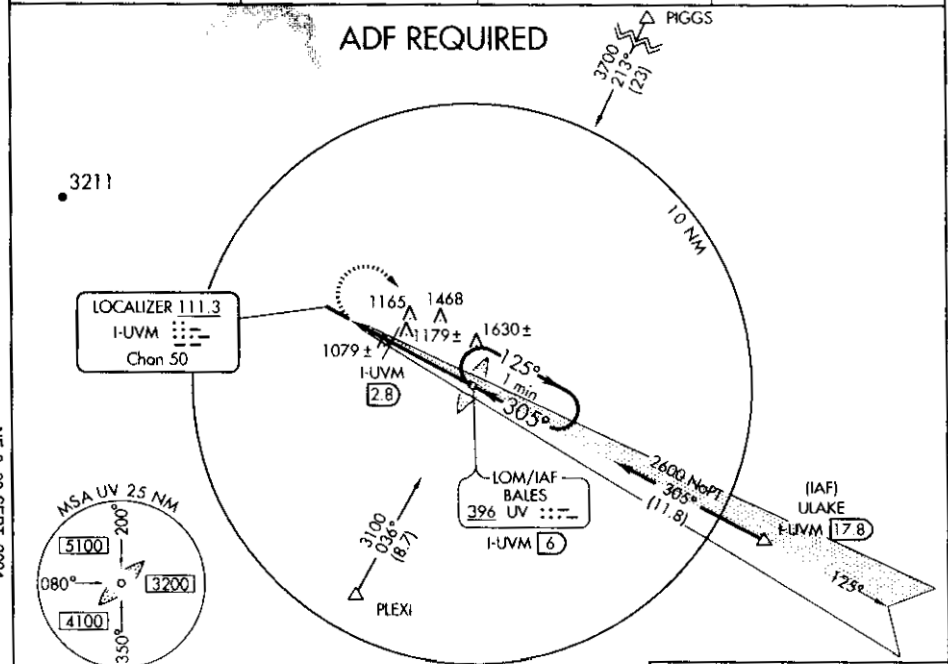 ADF REQUIRED
PIGGS
3700
213°
(23)
3211
10 NM
LOCALIZER 111.3
I-UVM
Chan 50
1165
1468
1179±
1630±
1079±
I-UVM
2.8
125°
1 min
305°
2600 NoPT
305°
(11.8)
(IAF)
ULAKE
I-UVM 17.8
125°
LOM/IAF
BALES
396 UV
I-UVM 6
3100
036°
(8.7)
PLEXI
MSA UV 25 NM
200°
5100
080°
3200
4100
350°